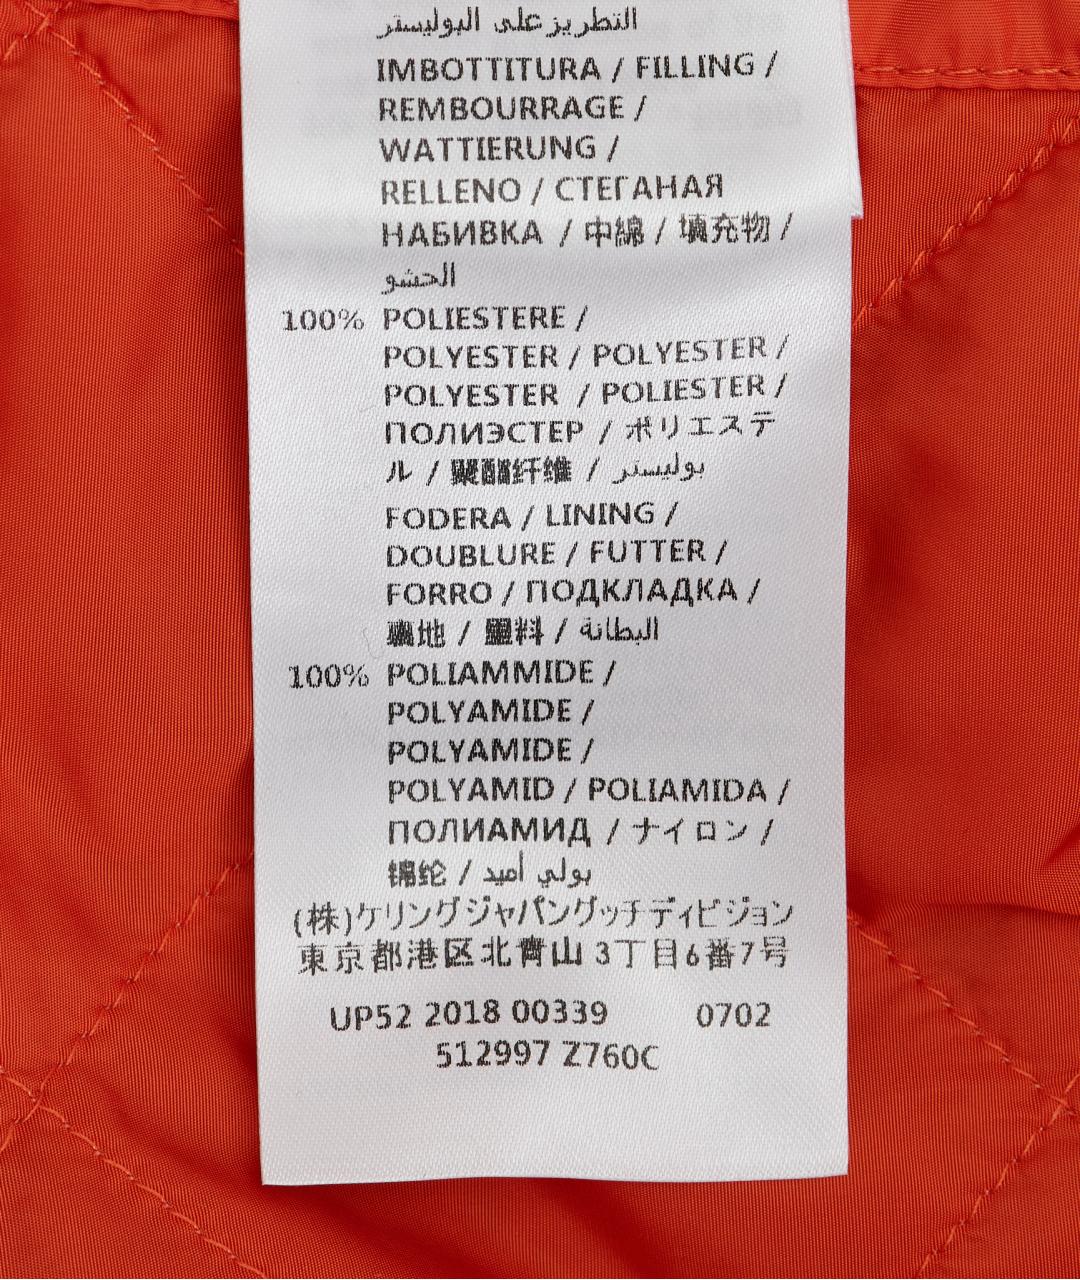 التطريز على البوليستر
IMBOTTITURA / FILLING /
REMBOURRAGE /
WATTIERUNG /
RELLENO / СТЕГАНАЯ
НАБИВКА / 中綿 / 填充物 /
الحشو
100% POLIESTERE /
POLYESTER / POLYESTER /
POLYESTER / POLIESTER /
ПОЛИЭСТЕР / ポリエステ
ル / 聚酯纤维 / بوليستر
FODERA / LINING /
DOUBLURE / FUTTER /
FORRO / ПОДКЛАДКА /
裏地 / 里料 / البطانة
100% POLIAMMIDE /
POLYAMIDE /
POLYAMIDE /
POLYAMID / POLIAMIDA /
ПОЛИАМИД / ナイロン /
锦纶 / بولي أميد
(株)ケリングジャパングッチディビジョン
東京都港区北青山 3丁目6番7号
UP52 2018 00339 0702
512997 Z760C